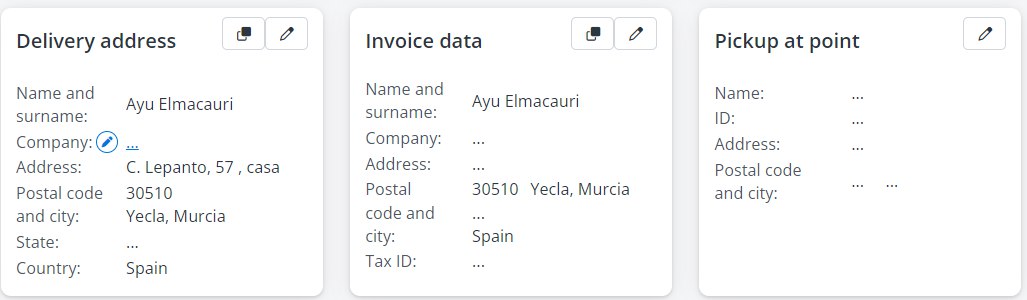 Delivery address
Name and surname: Ayu Elmacauri
Company: ...
Address: C. Lepanto, 57 , casa
Postal code and city: 30510
Yecla, Murcia
State: ...
Country: Spain
Invoice data
Name and surname: Ayu Elmacauri
Company: ...
Address: ...
Postal code and city: 30510 Yecla, Murcia
...
Spain
Tax ID: ...
Pickup at point
Name: ...
ID: ...
Address: ...
Postal code and city: ... ...